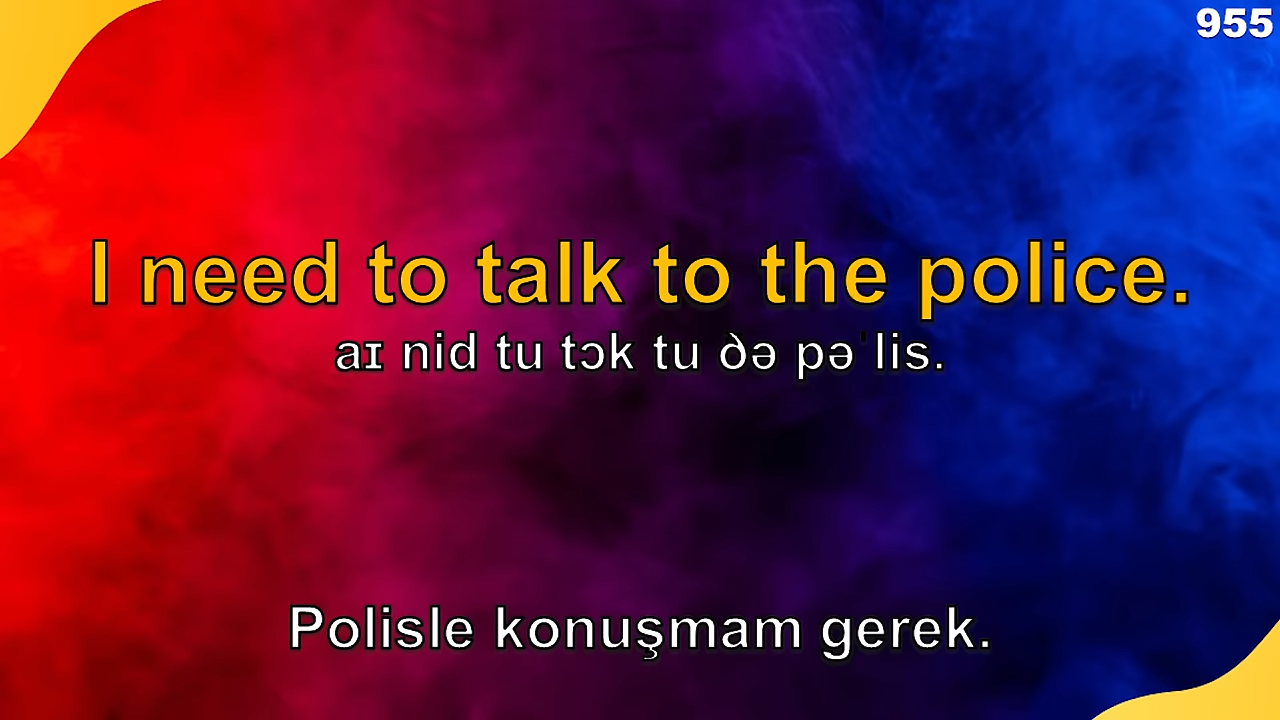 955
I need to talk to the police.
aɪ nid tu tɔk tu ðə pəˈlis.
Polisle konuşmam gerek.